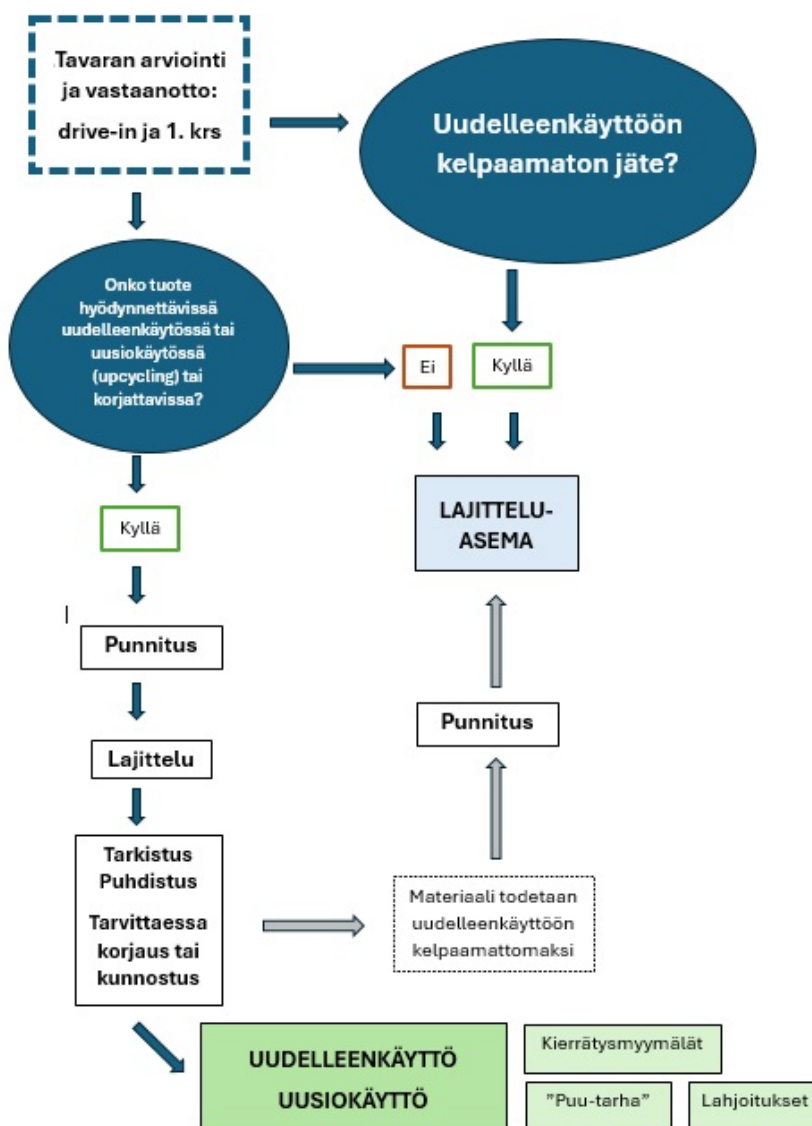 Tavaran arviointi
ja vastaanotto:
drive-in ja 1. krs
Uudelleenkäyttöön
kelpaamaton jäte?
Onko tuote
hyödynnettävissä
uudelleenkäytössä tai
uusiokäytössä
(upcycling) tai
korjattavissa?
Ei
Kyllä
Kyllä
LAJITTELU-
ASEMA
Punnitus
Punnitus
Lajittelu
Tarkistus
Puhdistus
Tarvittaessa
korjaus tai
kunnostus
Materiaali todetaan
uudelleenkäyttöön
kelpaamattomaksi
UUDELLEENKÄYTTÖ
UUSIOKÄYTTÖ
Kierrätysmyymälät
”Puu-tarha”
Lahjoitukset